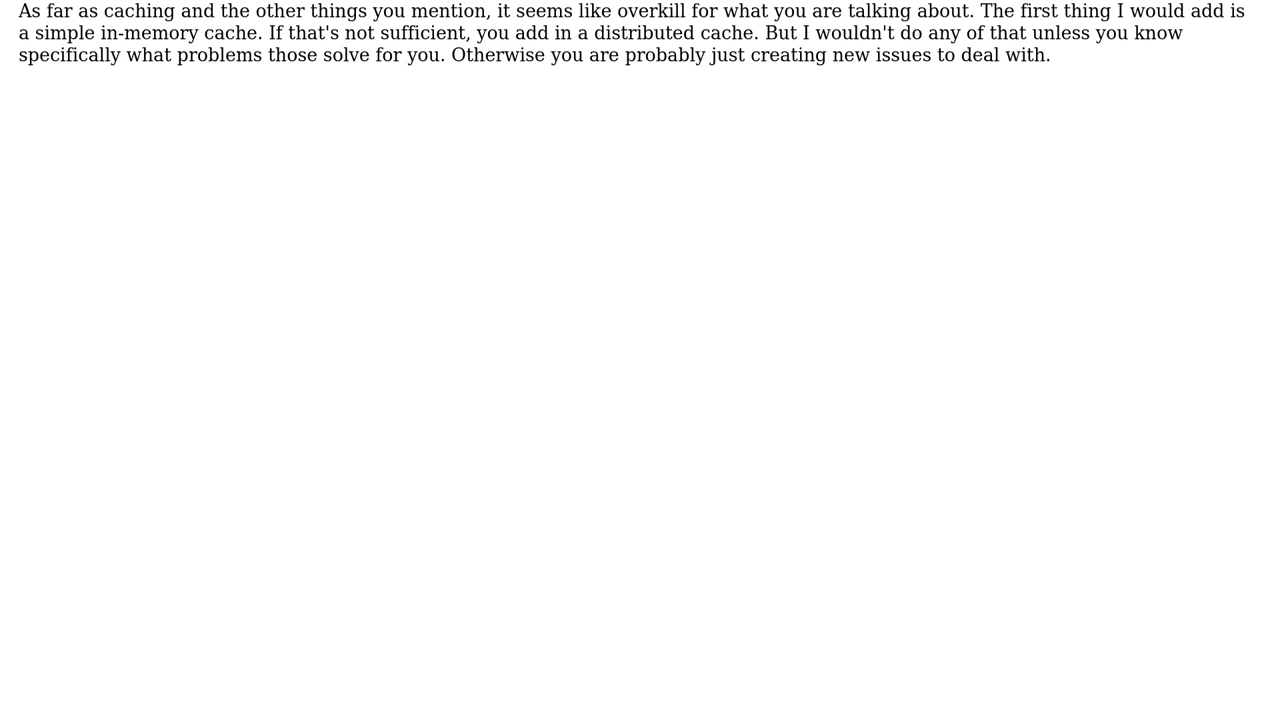 As far as caching and the other things you mention, it seems like overkill for what you are talking about. The first thing I would add is
a simple in-memory cache. If that's not sufficient, you add in a distributed cache. But I wouldn't do any of that unless you know
specifically what problems those solve for you. Otherwise you are probably just creating new issues to deal with.